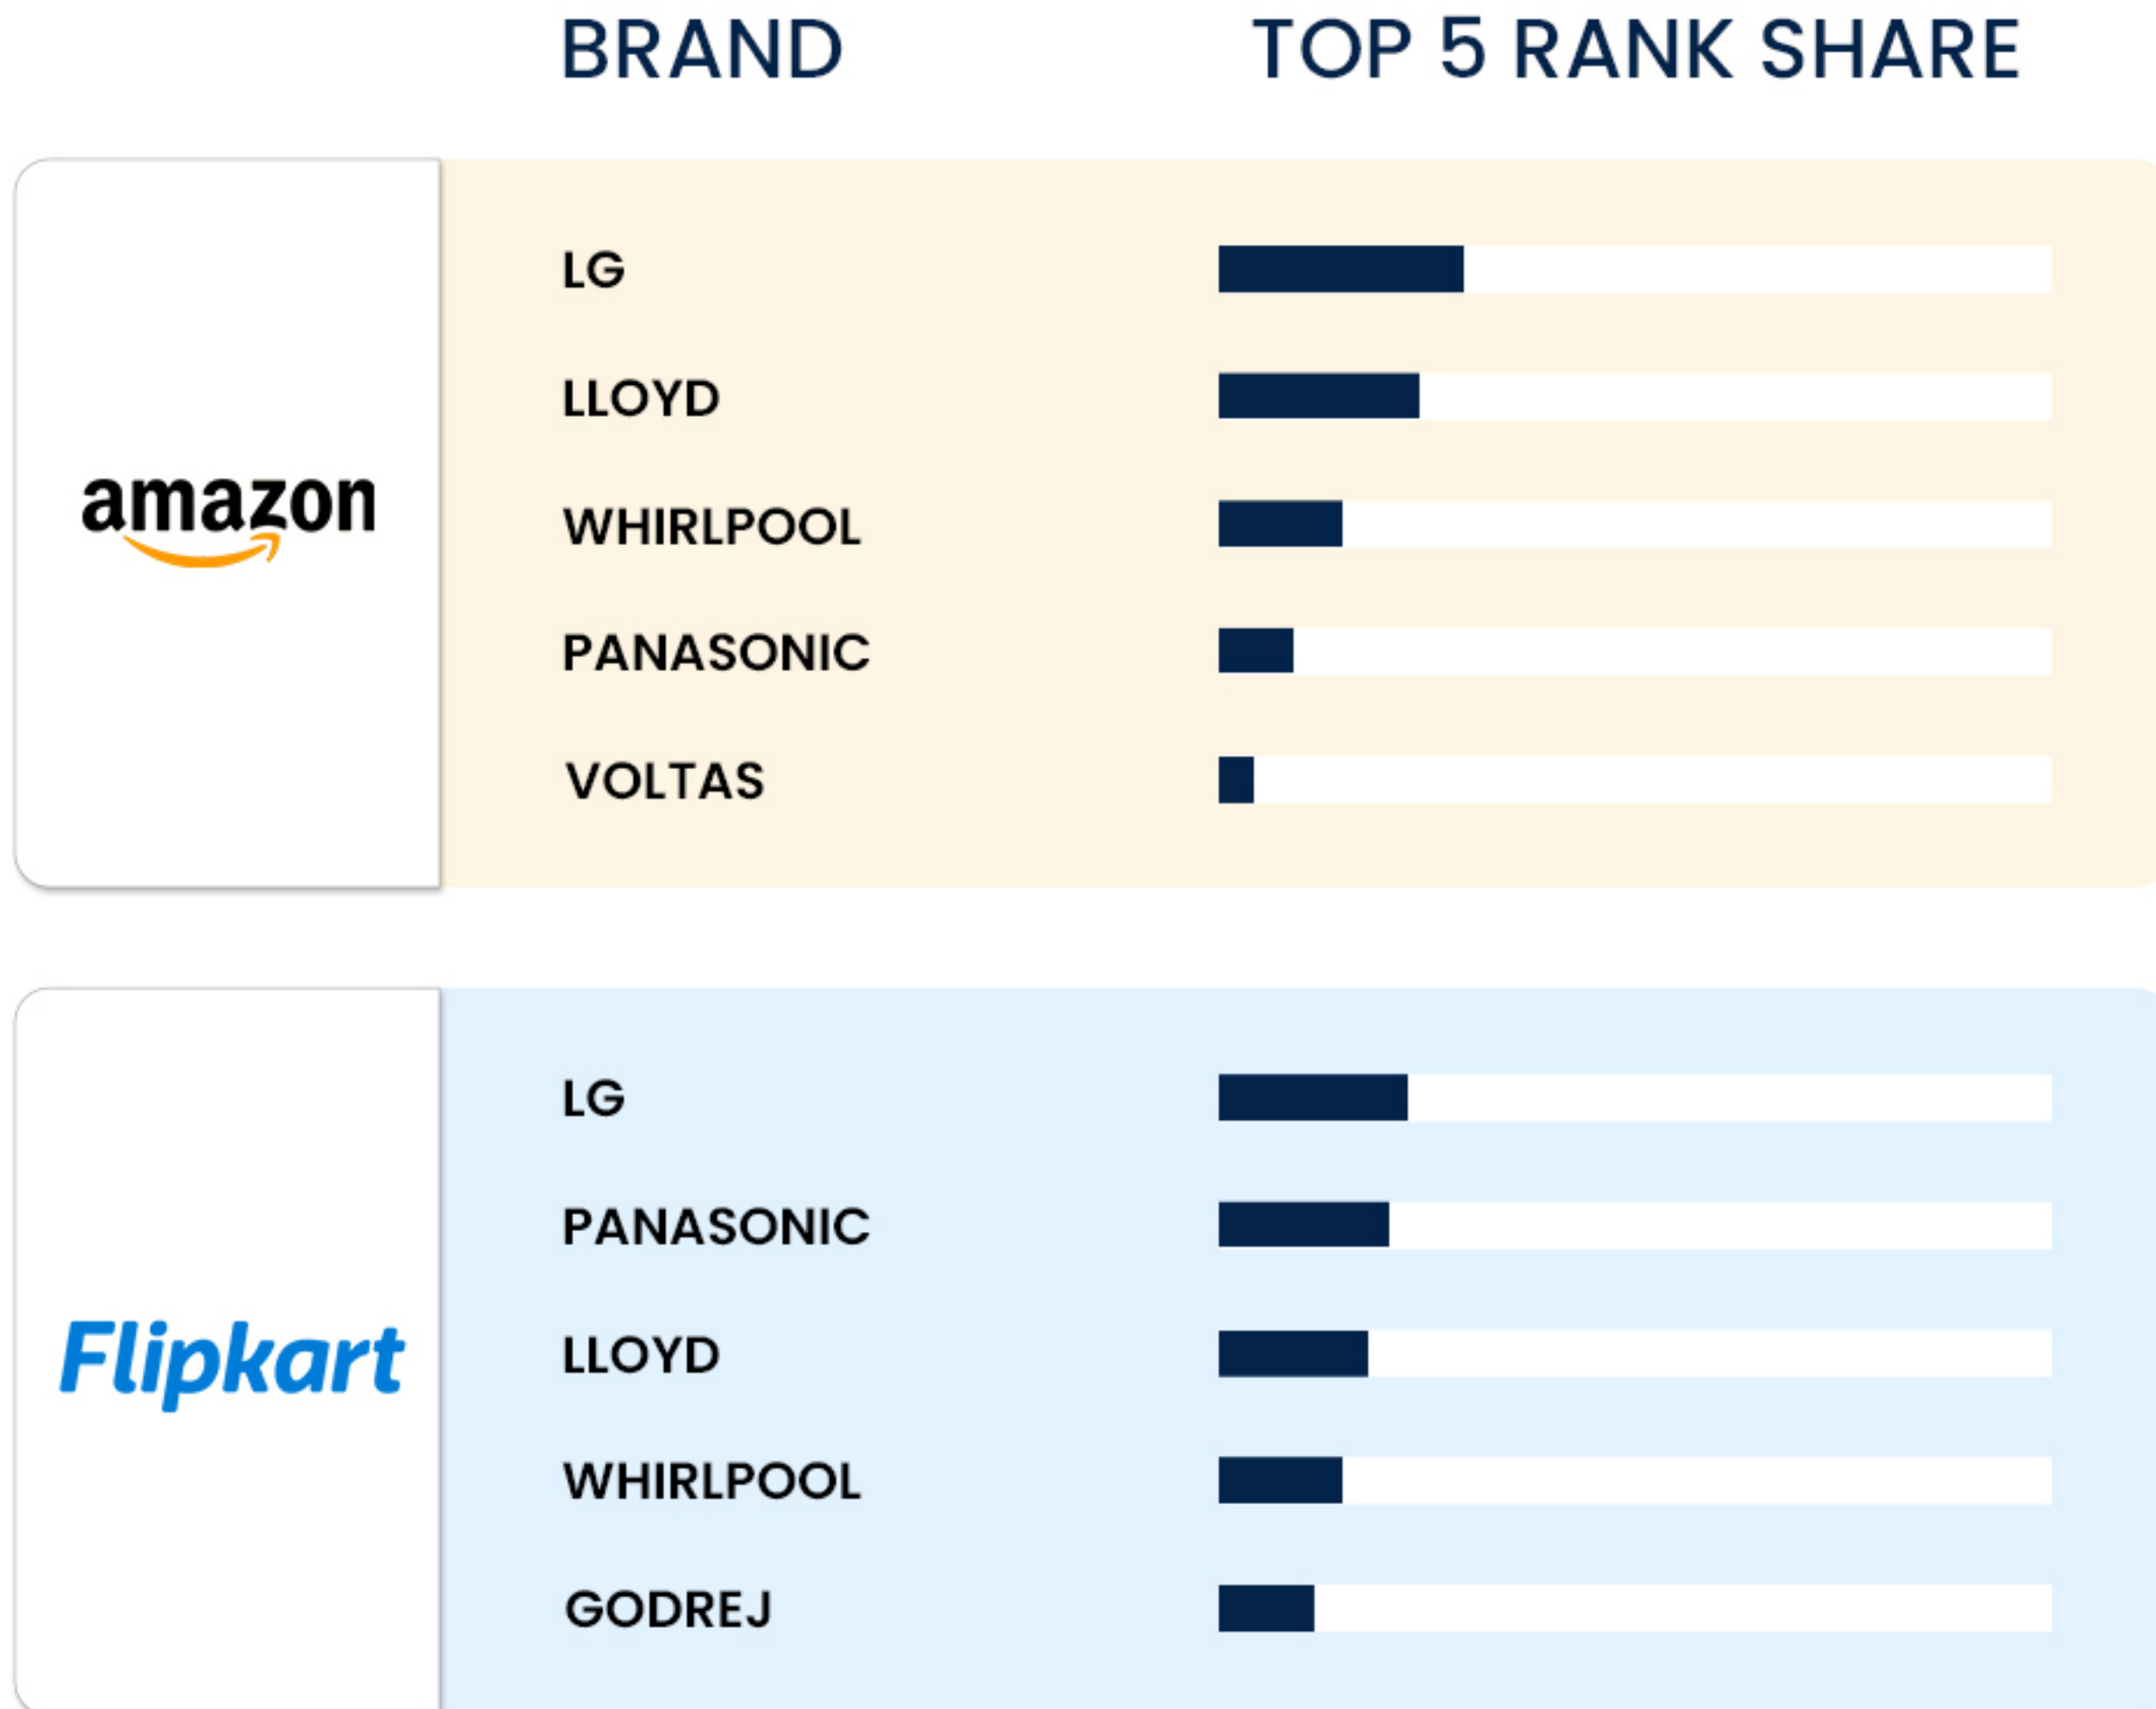 BRAND TOP 5 RANK SHARE
amazon
LG
LLOYD
WHIRLPOOL
PANASONIC
VOLTAS
Flipkart
LG
PANASONIC
LLOYD
WHIRLPOOL
GODREJ